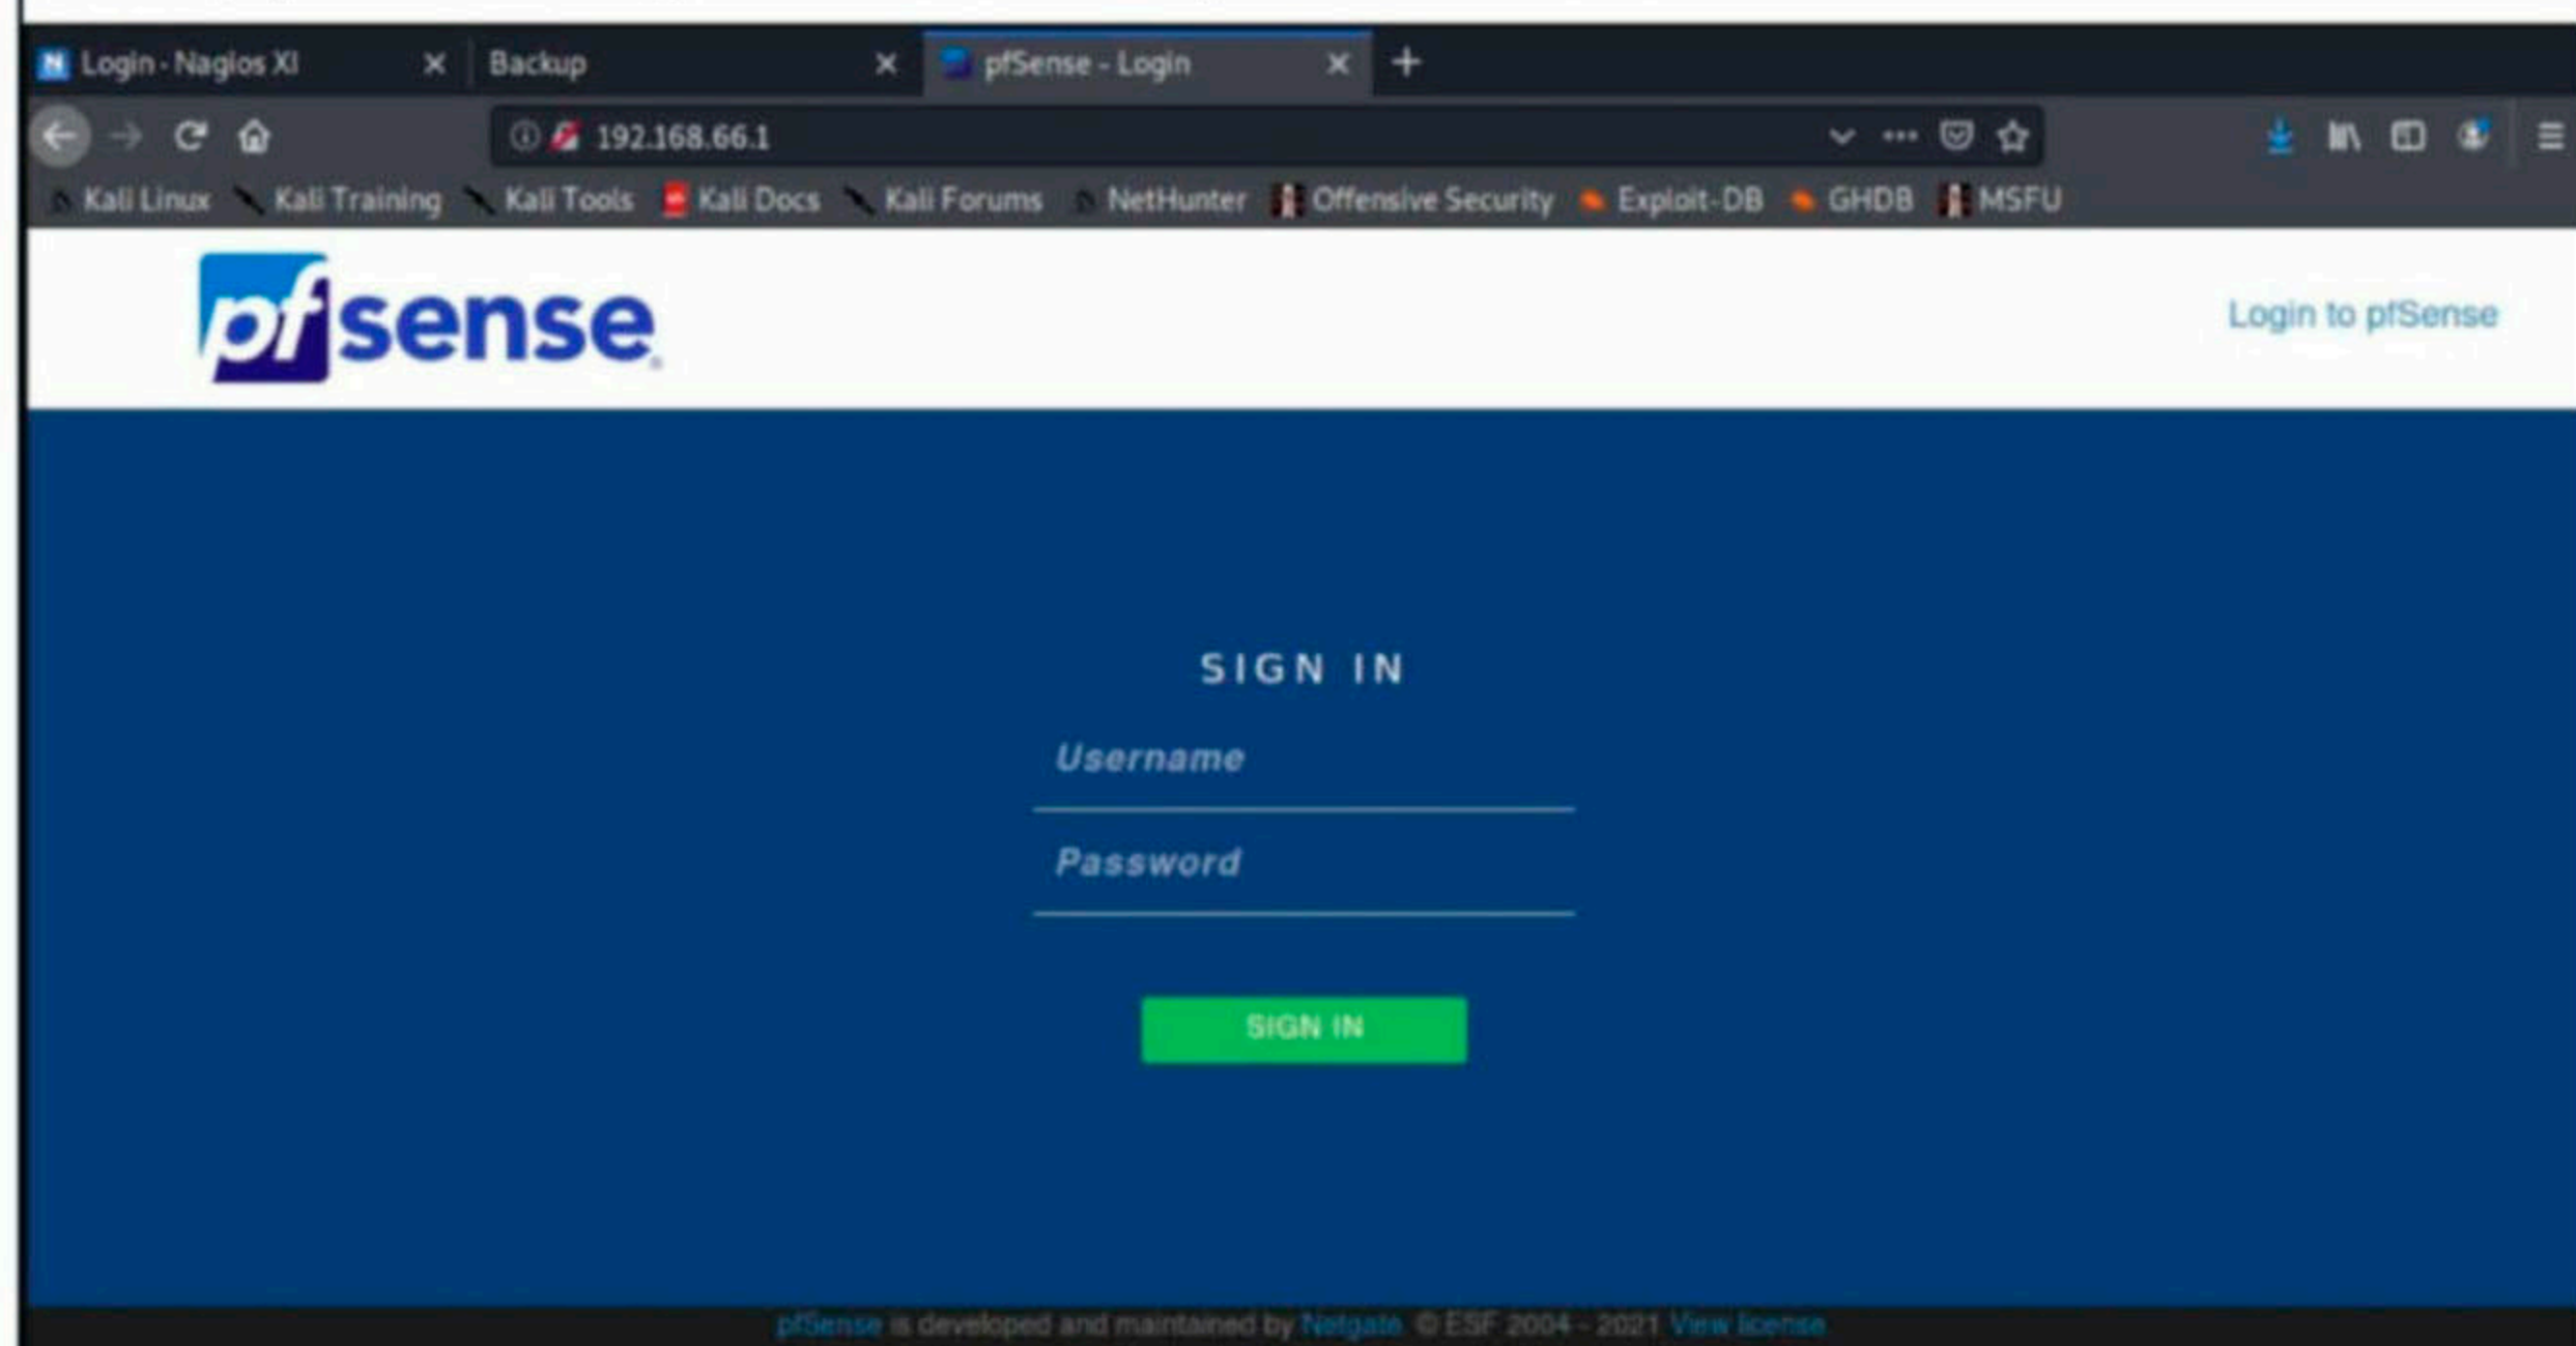 Login - Nagios XI
Backup
pfSense - Login
192.168.66.1
Kali Linux Kali Training Kali Tools Kali Docs Kali Forums NetHunter Offensive Security Exploit-DB GHDB MSFU
pfsense
Login to pfSense
SIGN IN
Username
Password
SIGN IN
pfSense is developed and maintained by Netgate. © ESF 2004 - 2021 View license.